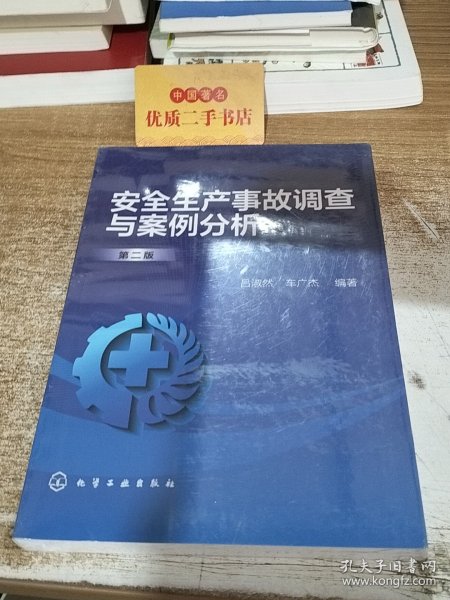 中国著名
优质二手书店
安全生产事故调查
与案例分析
第二版
吕淑然 车广杰 编著
化学工业出版社
孔夫子旧书网
www.kongfz.com